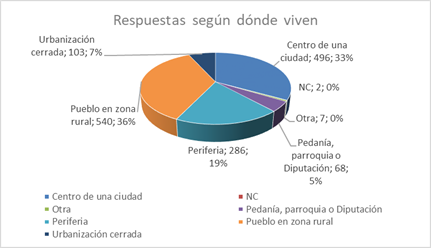 Respuestas según dónde viven
Urbanización
cerrada; 103; 7%
Centro de una
ciudad; 496; 33%
NC; 2; 0%
Otra; 7; 0%
Pueblo en zona
rural; 540; 36%
Pedanía,
parroquia o
Diputación; 68;
5%
Periferia; 286;
19%
Centro de una ciudad
NC
Otra
Pedanía, parroquia o Diputación
Periferia
Pueblo en zona rural
Urbanización cerrada